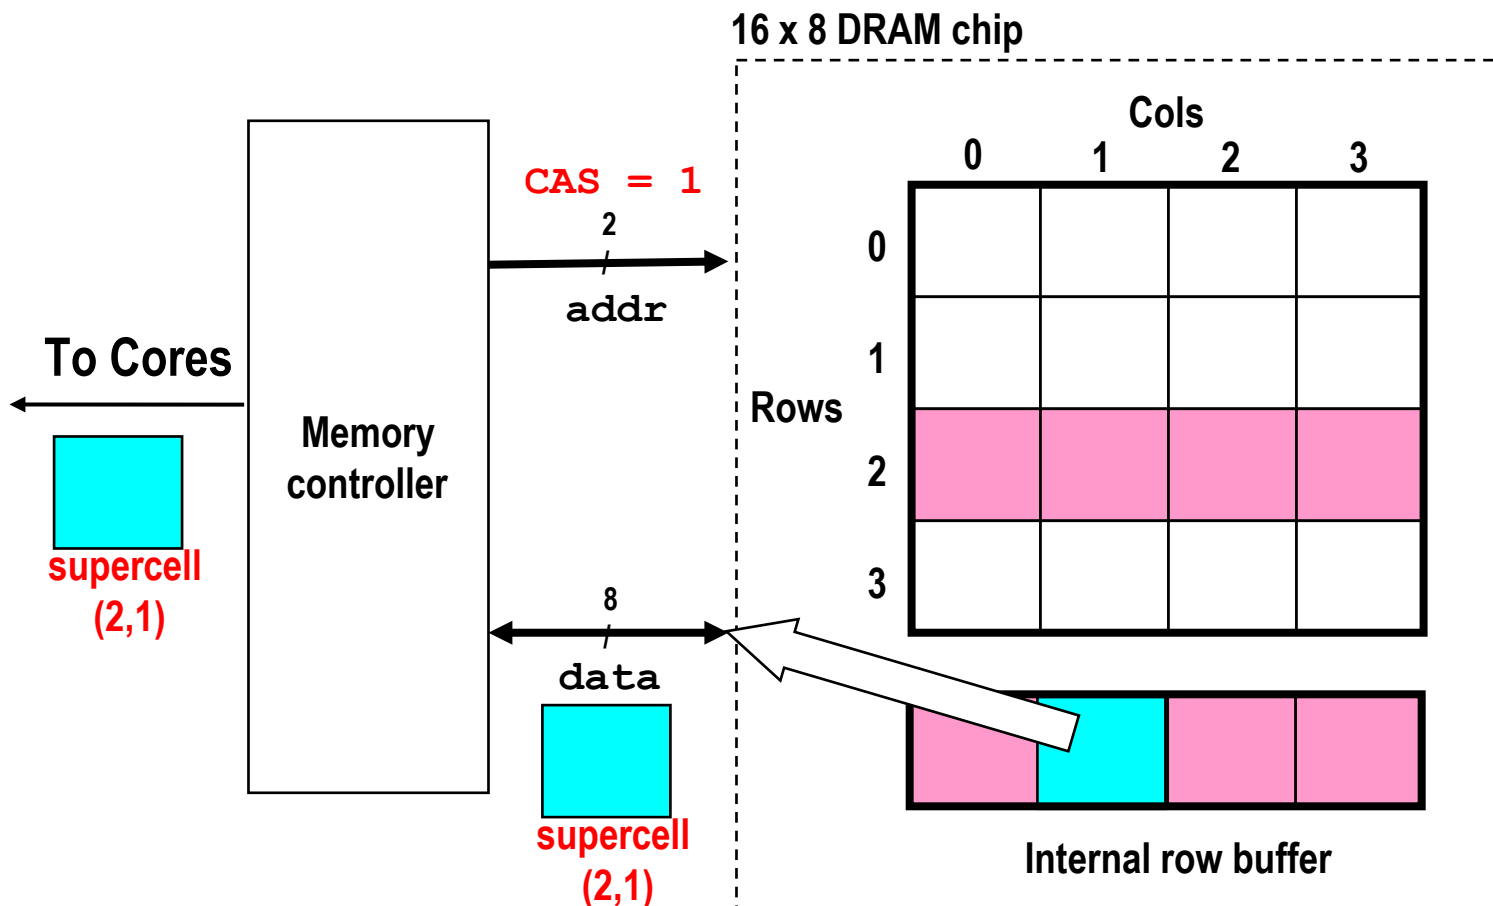 16 x 8 DRAM chip
Cols
0 1 2 3
CAS = 1
2
addr
0
1
2
3
Rows
To Cores
Memory
controller
supercell
(2,1)
8
data
supercell
(2,1)
Internal row buffer